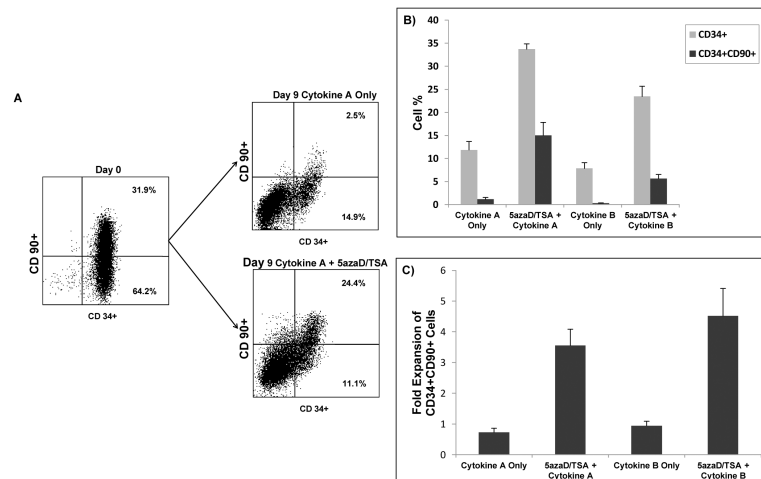 A
Day 0
31.9%
64.2%
CD 90+
CD 34+
Day 9 Cytokine A Only
2.5%
14.9%
CD 90+
CD 34+
Day 9 Cytokine A + 5azaD/TSA
24.4%
11.1%
CD 90+
CD 34+
B)
CD34+
CD34+CD90+
Cell %
40
35
30
25
20
15
10
5
0
Cytokine A
Only
5azaD/TSA +
Cytokine A
Cytokine B
Only
5azaD/TSA +
Cytokine B
C)
Fold Expansion of
CD34+CD90+ Cells
6
5
4
3
2
1
0
Cytokine A Only
5azaD/TSA +
Cytokine A
Cytokine B Only
5azaD/TSA +
Cytokine B